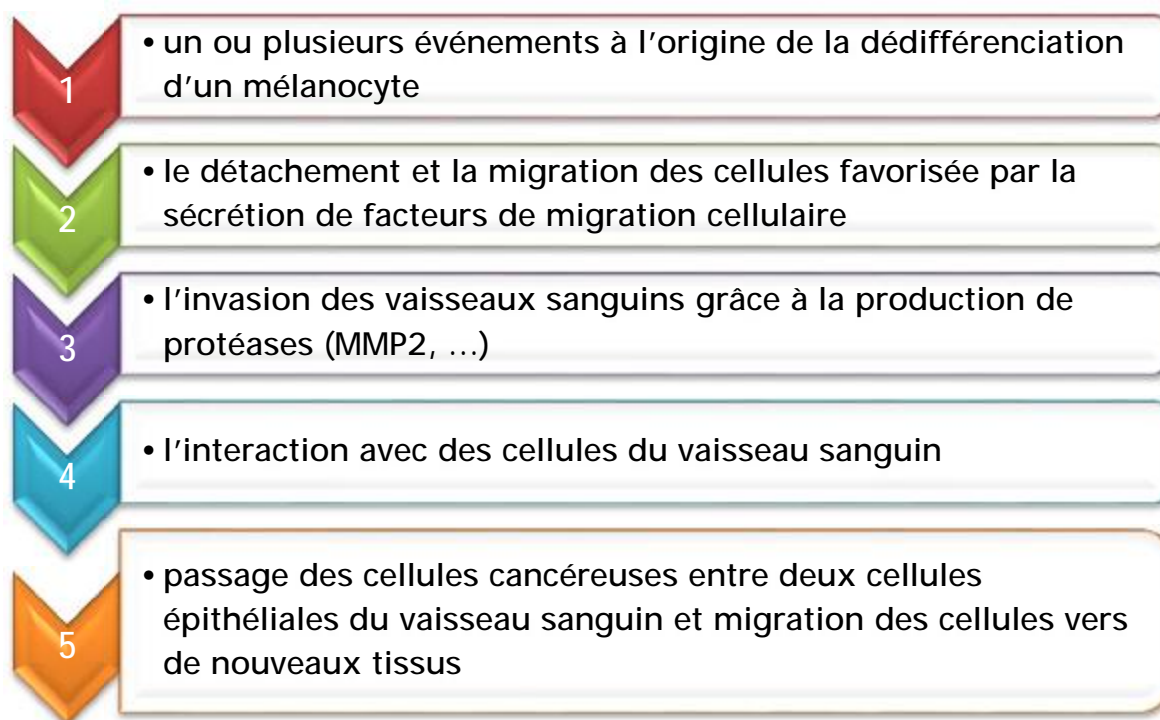 1
• un ou plusieurs événements à l’origine de la dédifférenciation
d’un mélanocyte
2
• le détachement et la migration des cellules favorisée par la
sécrétion de facteurs de migration cellulaire
3
• l’invasion des vaisseaux sanguins grâce à la production de
protéases (MMP2, …)
4
• l’interaction avec des cellules du vaisseau sanguin
5
• passage des cellules cancéreuses entre deux cellules
épithéliales du vaisseau sanguin et migration des cellules vers
de nouveaux tissus